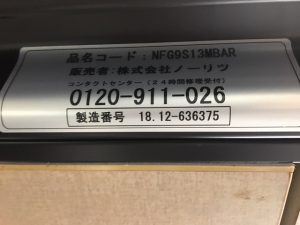 品名コード：NFG9S13MBAR
販売者：株式会社ノーリツ
コンタクトセンター（２４時間修理受付）
0120-911-026
製造番号 18.12-636375